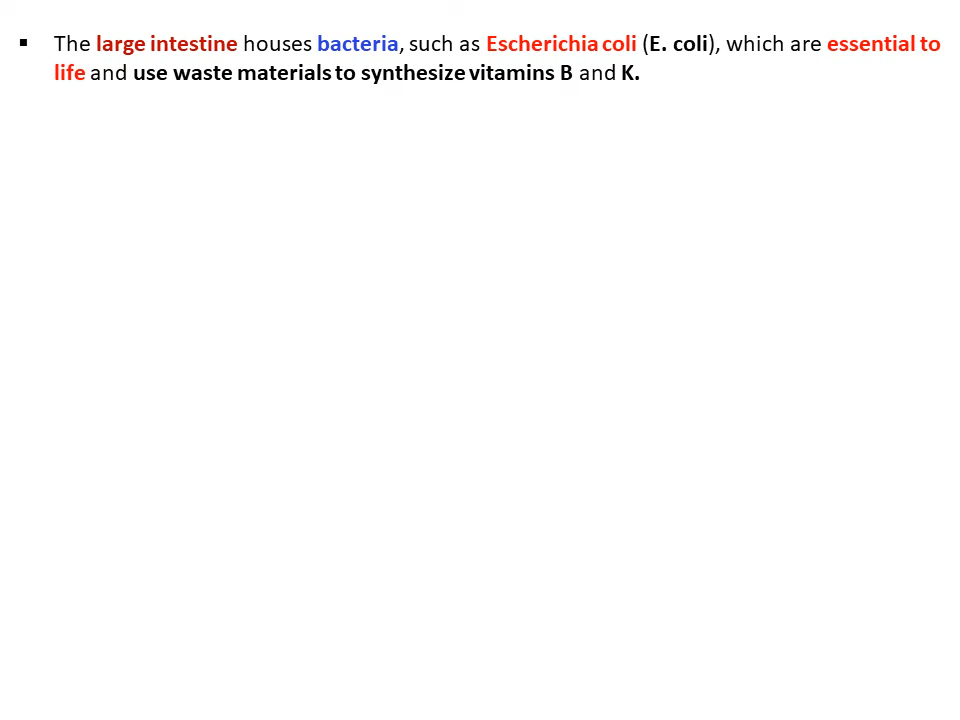 ▪ The large intestine houses bacteria, such as Escherichia coli (E. coli), which are essential to
life and use waste materials to synthesize vitamins B and K.